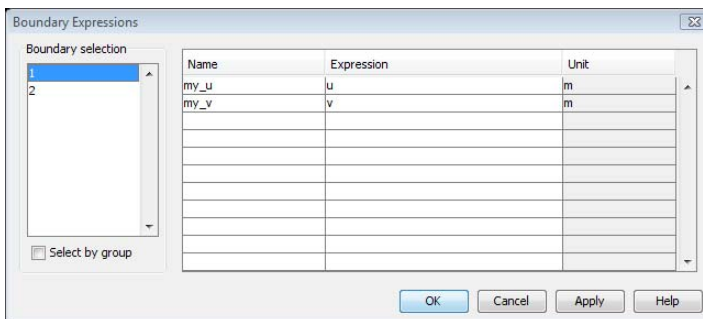 Boundary Expressions
Boundary selection
1
2
Select by group
Name Expression Unit
my_u u m
my_v v m
OK Cancel Apply Help